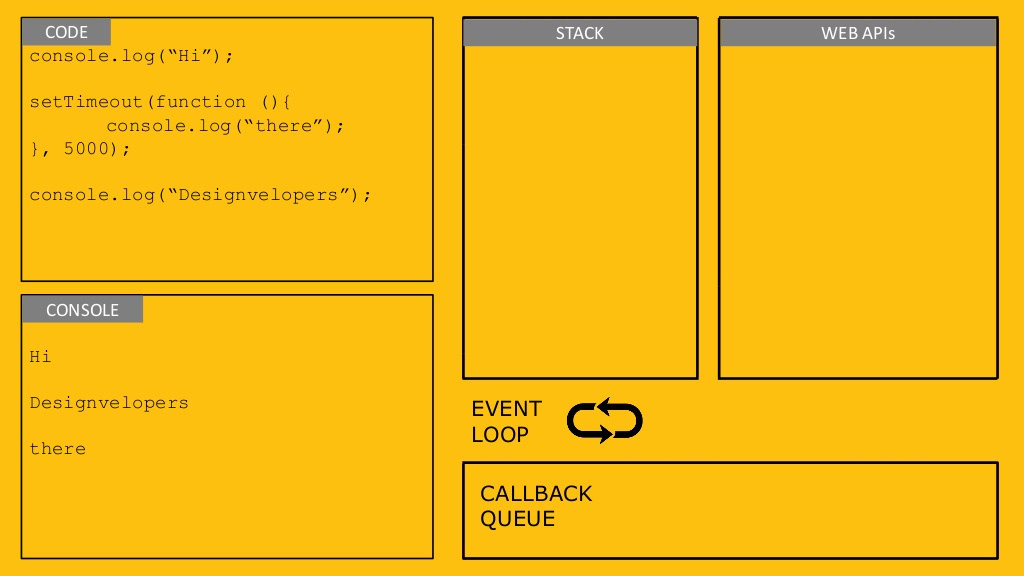 CODE
console.log(“Hi”);
setTimeout(function (){
console.log(“there”);
}, 5000);
console.log(“Designvelopers”);
CONSOLE
Hi
Designvelopers
there
STACK
WEB APIs
EVENT
LOOP
CALLBACK
QUEUE